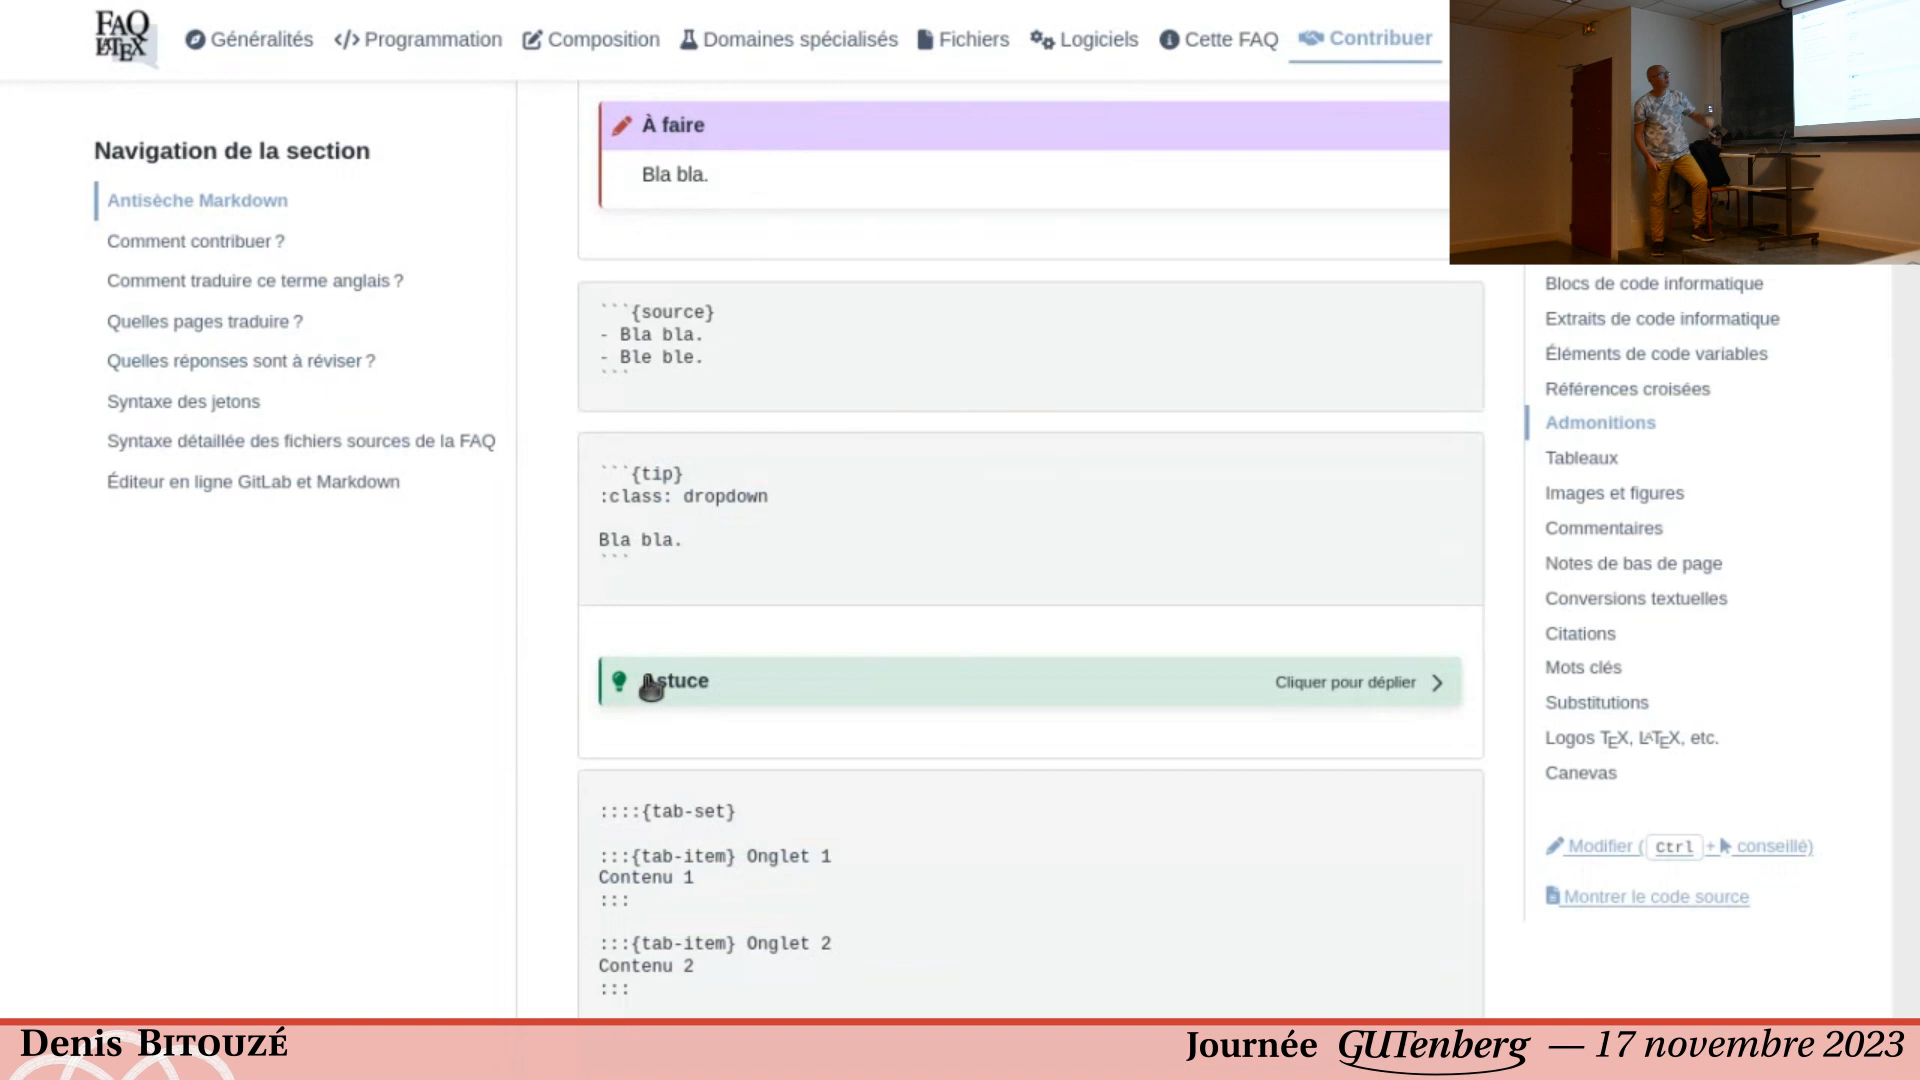 FAQ
LATEX
Généralités
Programmation
Composition
Domaines spécialisés
Fichiers
Logiciels
Cette FAQ
Contribuer
Navigation de la section
Antisèche Markdown
Comment contribuer ?
Comment traduire ce terme anglais ?
Quelles pages traduire ?
Quelles réponses sont à réviser ?
Syntaxe des jetons
Syntaxe détaillée des fichiers sources de la FAQ
Éditeur en ligne GitLab et Markdown
À faire
Bla bla.
```{source}
- Bla bla.
- Ble ble.
```
```{tip}
:class: dropdown
Bla bla.
```
Astuce
Cliquer pour déplier
::::{tab-set}
:::{tab-item} Onglet 1
Contenu 1
:::
:::{tab-item} Onglet 2
Contenu 2
:::
Blocs de code informatique
Extraits de code informatique
Éléments de code variables
Références croisées
Admonitions
Tableaux
Images et figures
Commentaires
Notes de bas de page
Conversions textuelles
Citations
Mots clés
Substitutions
Logos TEX, LATEX, etc.
Canevas
Modifier ( Ctrl + conseillé)
Montrer le code source
Denis BITOUZÉ
Journée GUTenberg — 17 novembre 2023